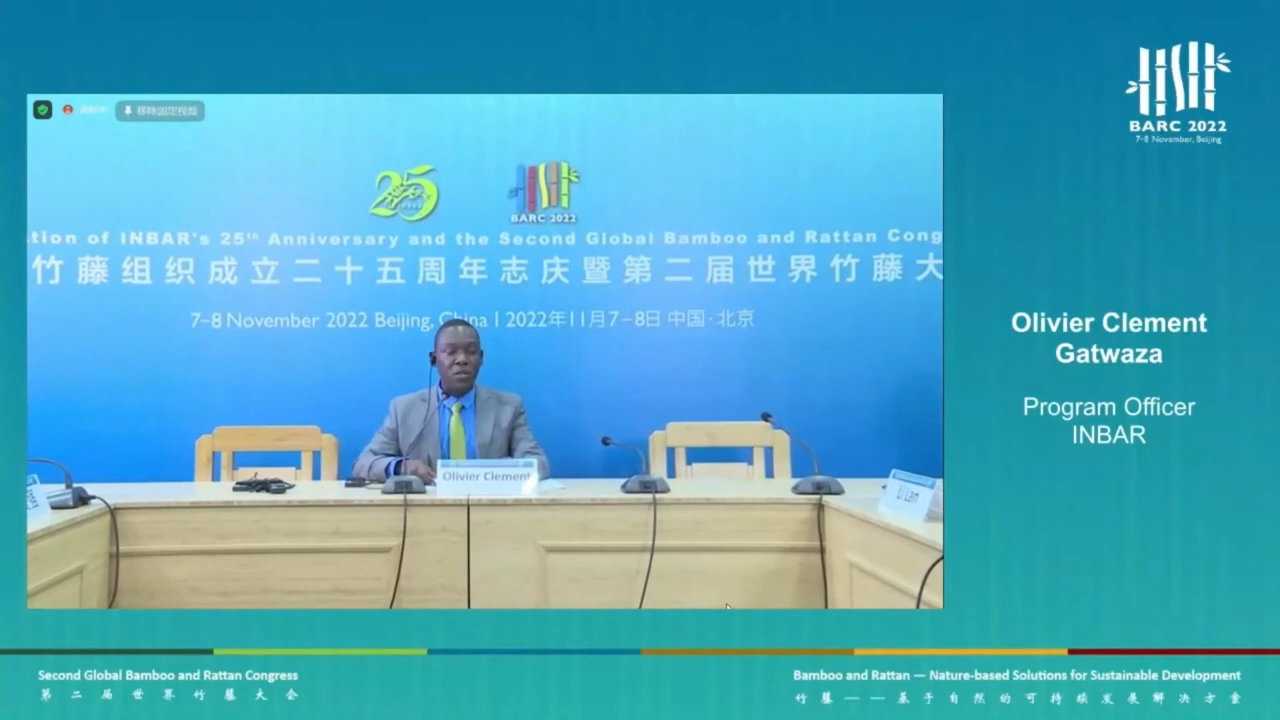 BARC 2022
7-8 November, Beijing
移除固定视频
25
BARC 2022
tion of INBAR's 25th Anniversary and the Second Global Bamboo and Rattan Cong
竹藤组织成立二十五周年志庆暨第二届世界竹藤大
7–8 November 2022 Beijing, China | 2022年11月7–8日 中国·北京
Olivier Clement
Li Lan
Olivier Clement
Gatwaza
Program Officer
INBAR
Second Global Bamboo and Rattan Congress
第二届世界竹藤大会
Bamboo and Rattan — Nature-based Solutions for Sustainable Development
竹藤——基于自然的可持续发展解决方案